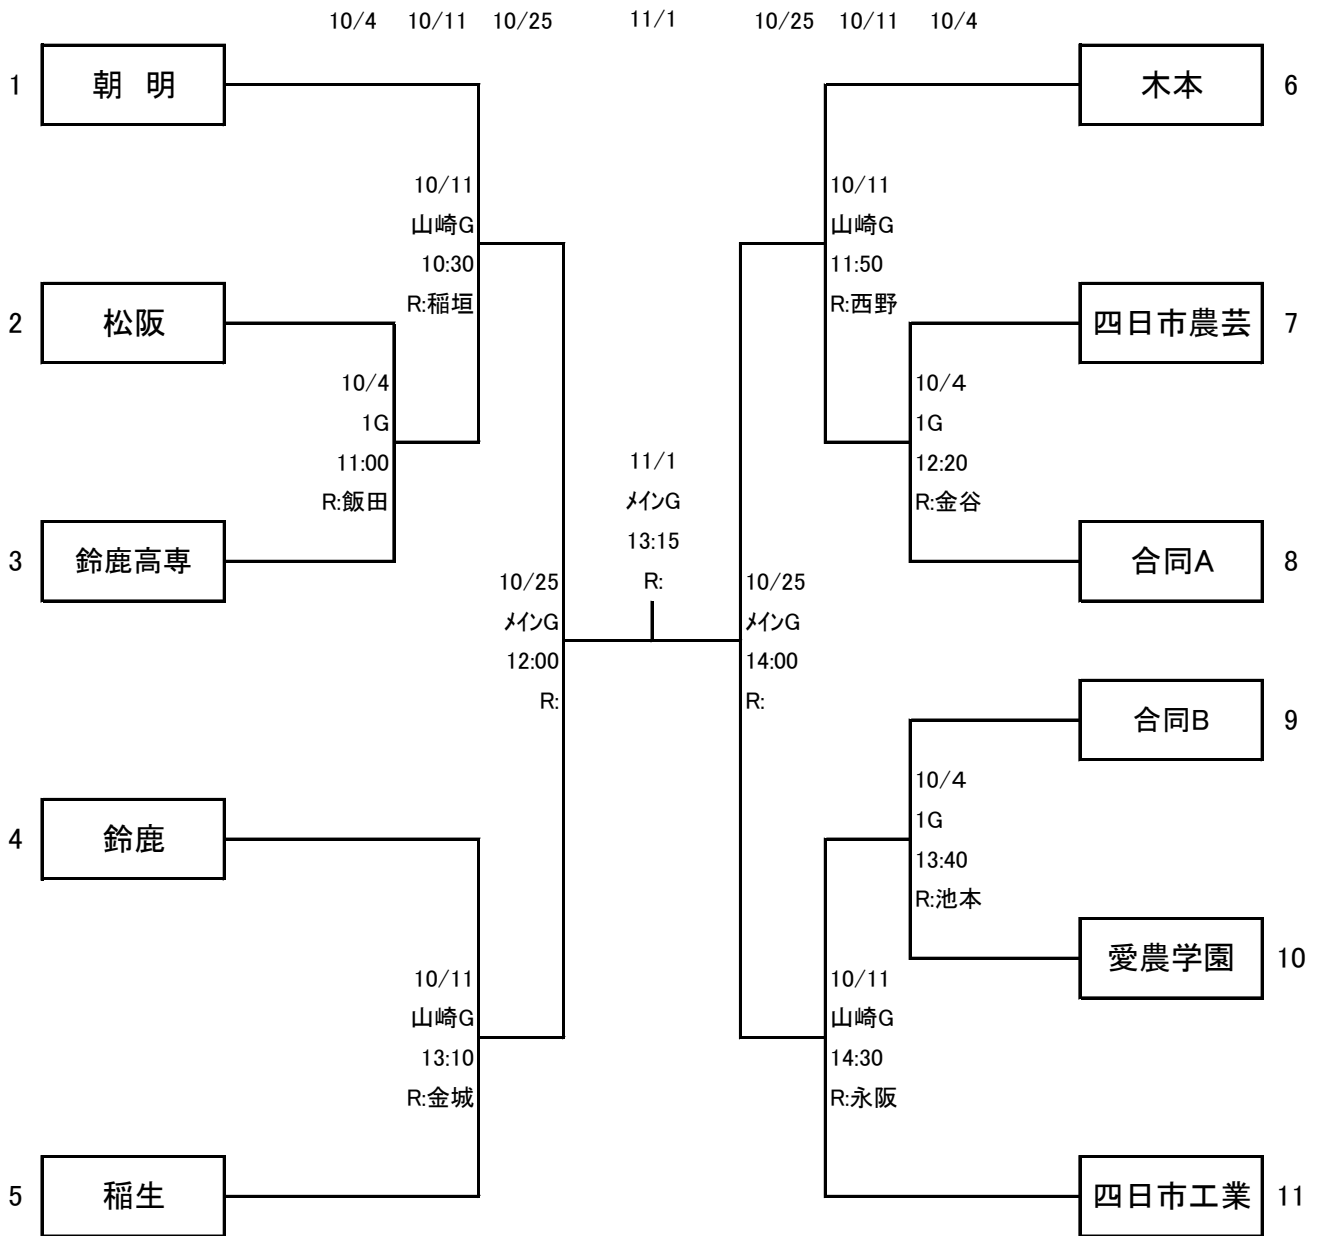 10/4 10/11 10/25 11/1 10/25 10/11 10/4
1 朝 明
木本 6
10/11
山崎G
10:30
R:稲垣
10/11
山崎G
11:50
R:西野
2 松阪
四日市農芸 7
10/4
1G
11:00
R:飯田
10/4
1G
12:20
R:金谷
11/1
メインG
13:15
R:
3 鈴鹿高専
合同A 8
10/25
メインG
12:00
R:
10/25
メインG
14:00
R:
合同B 9
10/4
1G
13:40
R:池本
4 鈴鹿
愛農学園 10
10/11
山崎G
13:10
R:金城
10/11
山崎G
14:30
R:永阪
5 稲生
四日市工業 11